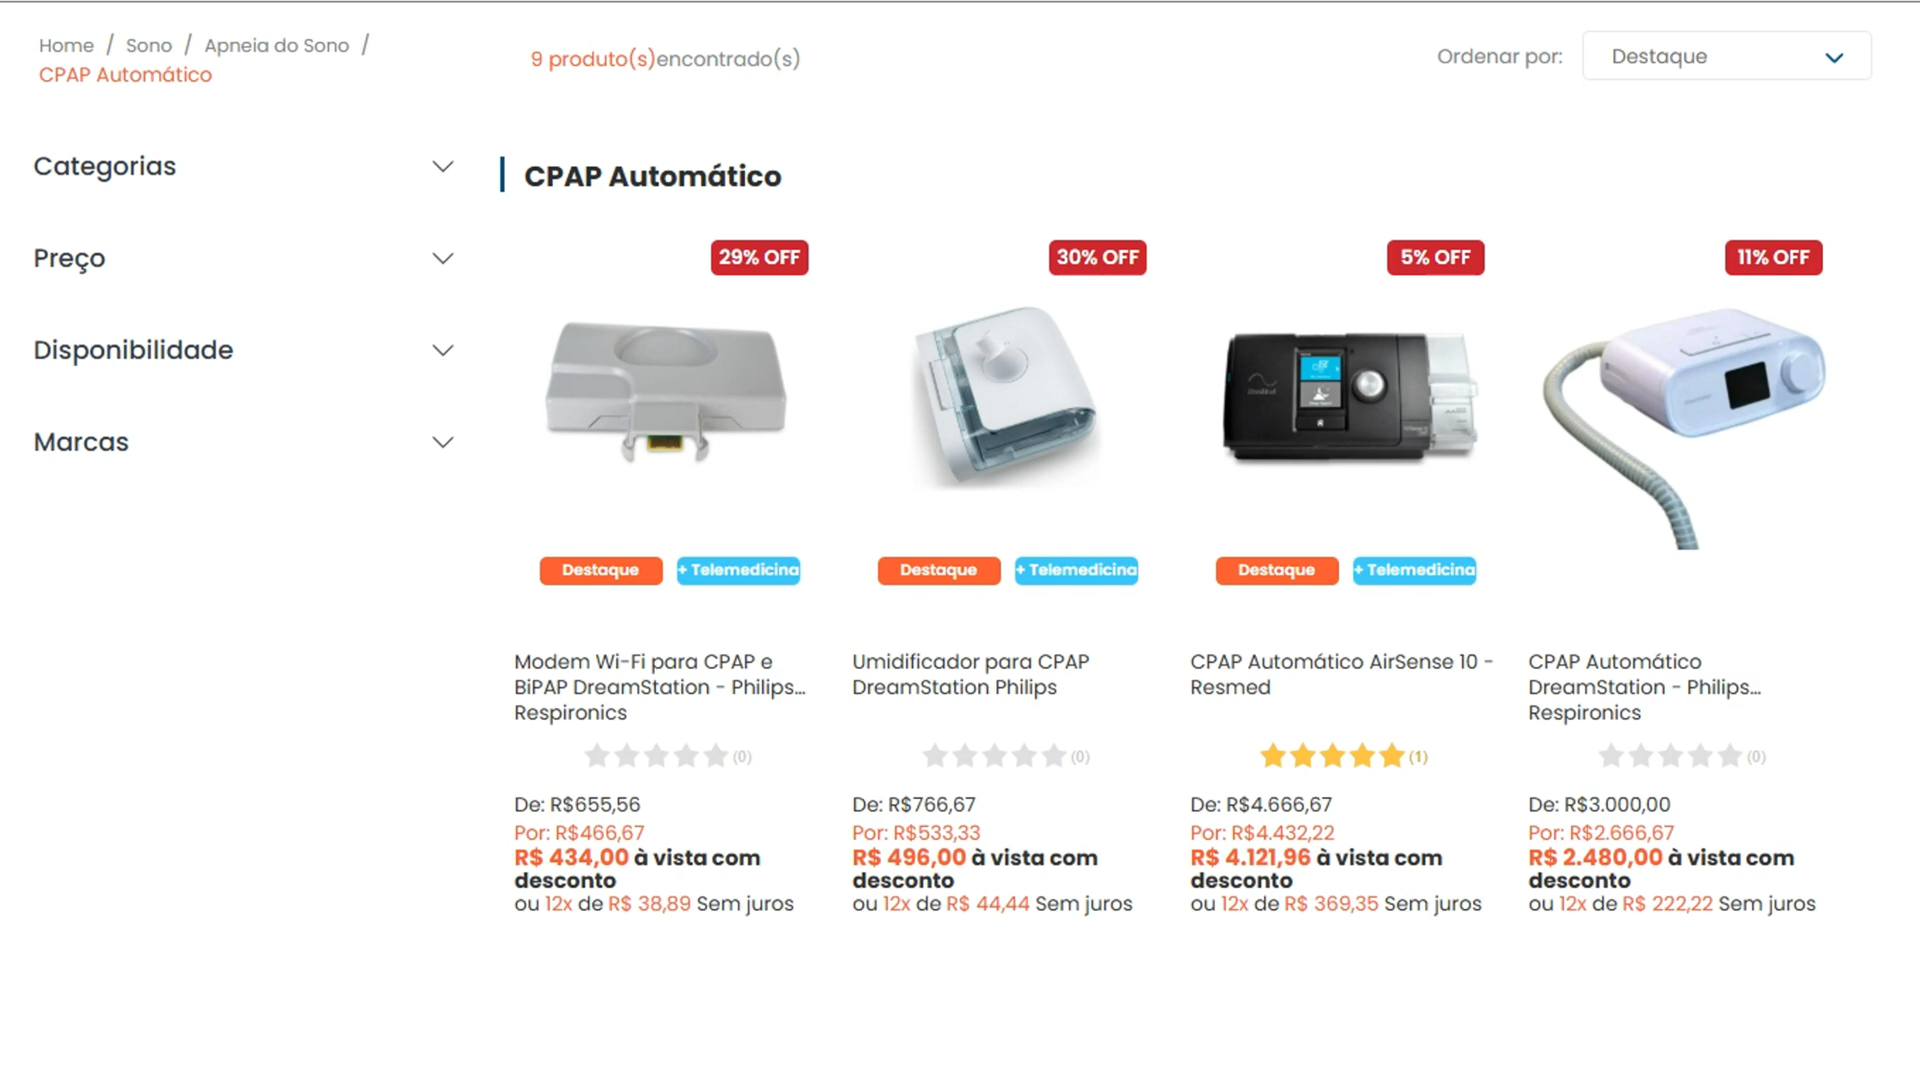 Home / Sono / Apneia do Sono /
CPAP Automático
9 produto(s)encontrado(s)
Ordenar por:
Destaque
Categorias
Preço
Disponibilidade
Marcas
CPAP Automático
29% OFF
Destaque
+ Telemedicina
Modem Wi-Fi para CPAP e
BiPAP DreamStation - Philips...
Respironics
(0)
De: R$655,56
Por: R$466,67
R$ 434,00 à vista com
desconto
ou 12x de R$ 38,89 Sem juros
30% OFF
Destaque
+ Telemedicina
Umidificador para CPAP
DreamStation Philips
(0)
De: R$766,67
Por: R$533,33
R$ 496,00 à vista com
desconto
ou 12x de R$ 44,44 Sem juros
5% OFF
Destaque
+ Telemedicina
CPAP Automático AirSense 10 -
Resmed
(1)
De: R$4.666,67
Por: R$4.432,22
R$ 4.121,96 à vista com
desconto
ou 12x de R$ 369,35 Sem juros
11% OFF
CPAP Automático
DreamStation - Philips...
Respironics
(0)
De: R$3.000,00
Por: R$2.666,67
R$ 2.480,00 à vista com
desconto
ou 12x de R$ 222,22 Sem juros